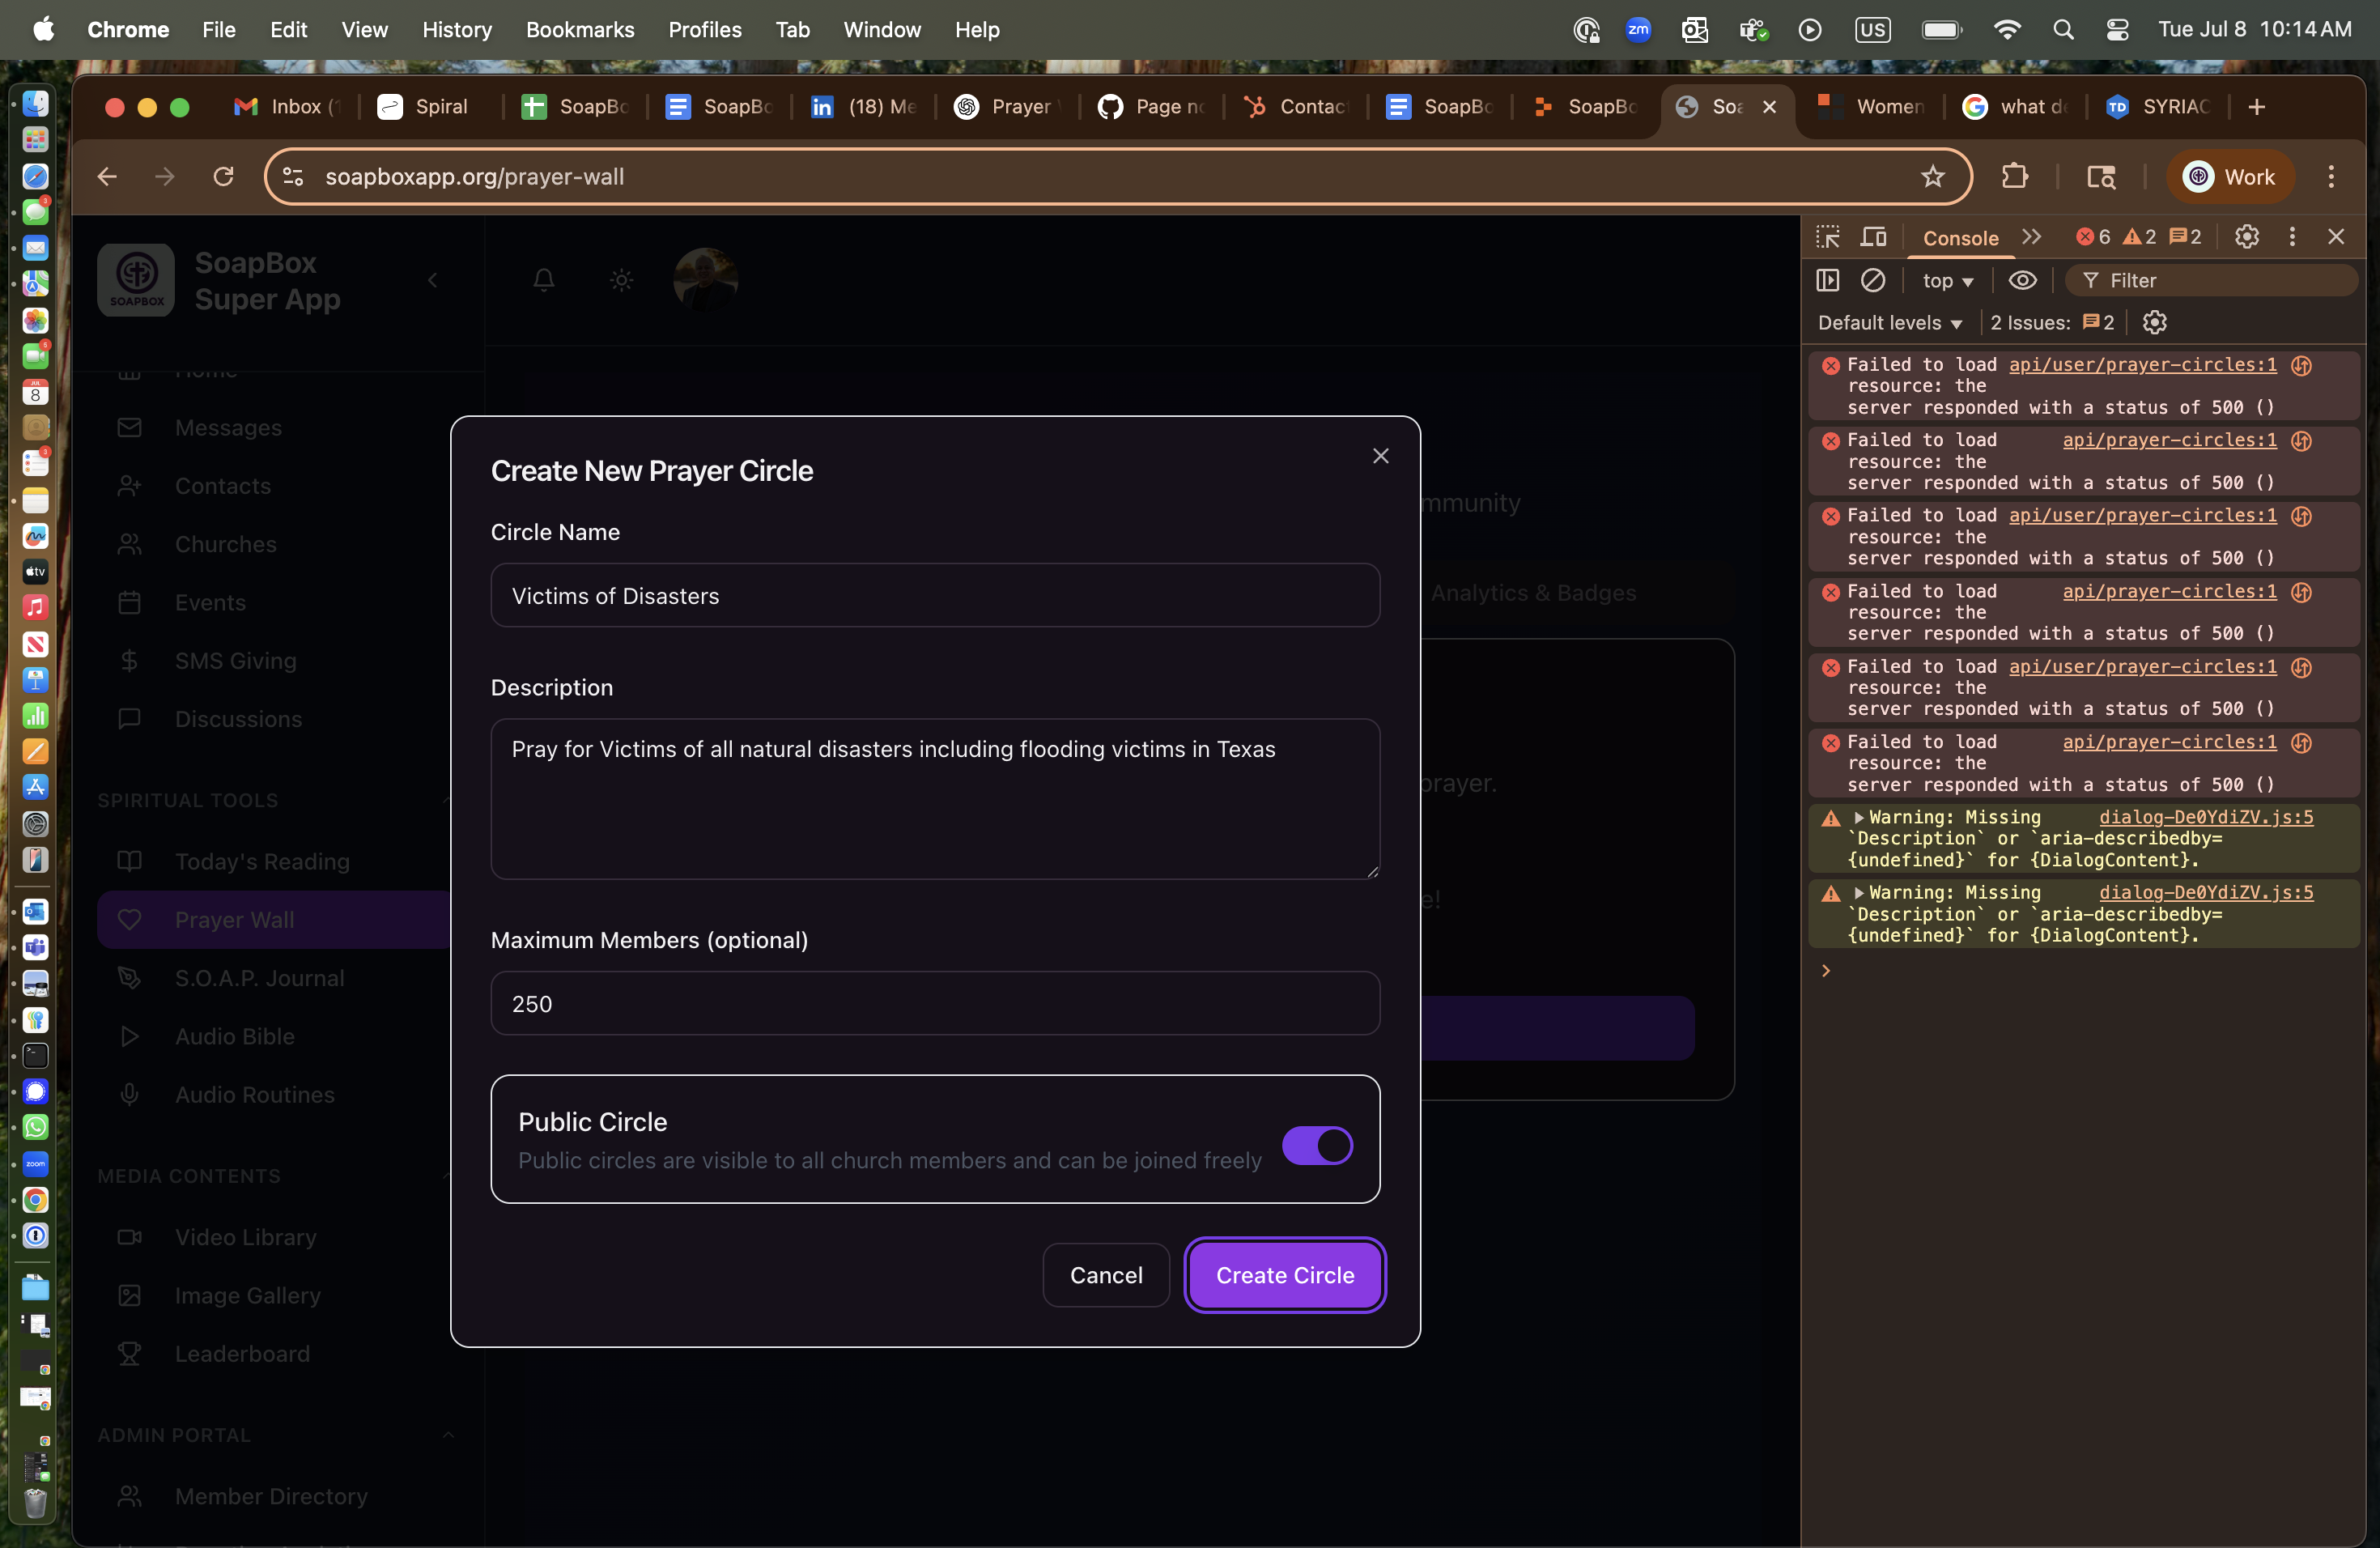 Chrome File Edit View History Bookmarks Profiles Tab Window Help
zm
US
Tue Jul 8 10:14 AM
Inbox (1
Spiral
SoapBo
SoapBo
(18) Me
Prayer
Page no
Contac
SoapBo
SoapBo
Soa
Women
what de
SYRIAC
soapboxapp.org/prayer-wall
Work
SOAPBOX
SoapBox
Super App
Home
Messages
Contacts
Churches
Events
SMS Giving
Discussions
SPIRITUAL TOOLS
Today's Reading
Prayer Wall
S.O.A.P. Journal
Audio Bible
Audio Routines
MEDIA CONTENTS
Video Library
Image Gallery
Leaderboard
ADMIN PORTAL
Member Directory
mmunity
Analytics & Badges
prayer.
e!
Create New Prayer Circle
Circle Name
Victims of Disasters
Description
Pray for Victims of all natural disasters including flooding victims in Texas
Maximum Members (optional)
250
Public Circle
Public circles are visible to all church members and can be joined freely
Cancel
Create Circle
Console
6 2 2
top
Filter
Default levels
2 Issues: 2
Failed to load api/user/prayer-circles:1
resource: the
server responded with a status of 500 ()
Failed to load api/prayer-circles:1
resource: the
server responded with a status of 500 ()
Failed to load api/user/prayer-circles:1
resource: the
server responded with a status of 500 ()
Failed to load api/prayer-circles:1
resource: the
server responded with a status of 500 ()
Failed to load api/user/prayer-circles:1
resource: the
server responded with a status of 500 ()
Failed to load api/prayer-circles:1
resource: the
server responded with a status of 500 ()
Warning: Missing dialog-De0YdiZV.js:5
`Description` or `aria-describedby=
{undefined}` for {DialogContent}.
Warning: Missing dialog-De0YdiZV.js:5
`Description` or `aria-describedby=
{undefined}` for {DialogContent}.